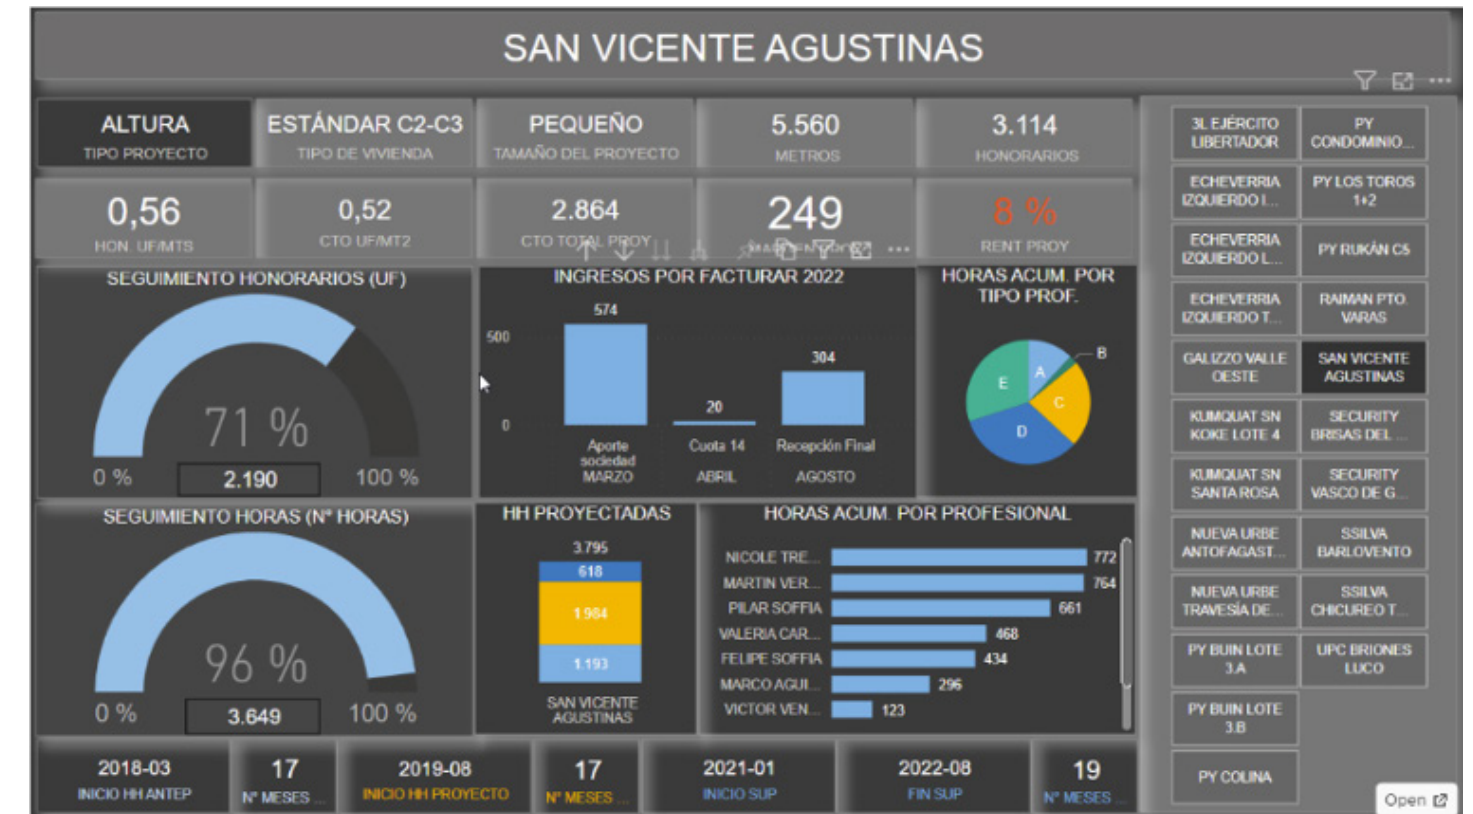 SAN VICENTE AGUSTINAS
ALTURA
TIPO PROYECTO
ESTÁNDAR C2-C3
TIPO DE VIVIENDA
PEQUEÑO
TAMAÑO DEL PROYECTO
5.560
METROS
3.114
HONORARIOS
0,56
HON. UF/MTS
0,52
CTO UF/MT2
2.864
CTO TOTAL PROY
249
8 %
RENT PROY
SEGUIMIENTO HONORARIOS (UF)
71 %
0 %
2.190
100 %
INGRESOS POR FACTURAR 2022
574
500
304
20
0
Aporte
sociedad
MARZO
Cuota 14
ABRIL
Recepción Final
AGOSTO
HORAS ACUM. POR
TIPO PROF.
A
B
C
D
E
SEGUIMIENTO HORAS (Nº HORAS)
96 %
0 %
3.649
100 %
HH PROYECTADAS
3.795
618
1.984
1.193
SAN VICENTE
AGUSTINAS
HORAS ACUM. POR PROFESIONAL
NICOLE TRE... 772
MARTIN VER... 764
PILAR SOFFIA 661
VALERIA CAR... 468
FELIPE SOFFIA 434
MARCO AGUI... 296
VICTOR VEN... 123
2018-03
INICIO HH ANTEP
17
Nº MESES ...
2019-08
INICIO HH PROYECTO
17
Nº MESES ...
2021-01
INICIO SUP
2022-08
FIN SUP
19
Nº MESES ...
3L EJÉRCITO
LIBERTADOR
PY
CONDOMINIO...
ECHEVERRIA
IZQUIERDO I...
PY LOS TOROS
1+2
ECHEVERRIA
IZQUIERDO L...
PY RUKÁN C5
ECHEVERRIA
IZQUIERDO T...
RAIMAN PTO.
VARAS
GALIZZO VALLE
OESTE
SAN VICENTE
AGUSTINAS
KUMQUAT SN
KOKE LOTE 4
SECURITY
BRISAS DEL ...
KUMQUAT SN
SANTA ROSA
SECURITY
VASCO DE G...
NUEVA URBE
ANTOFAGAST...
SSILVA
BARLOVENTO
NUEVA URBE
TRAVESÍA DE...
SSILVA
CHICUREO T...
PY BUIN LOTE
3.A
UPC BRIONES
LUCO
PY BUIN LOTE
3.B
PY COLINA
Open